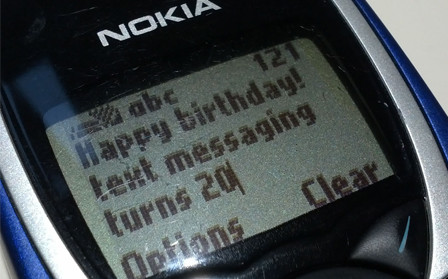 NOKIA
abc 121
Happy birthday!
text messaging
turns 20
Options Clear